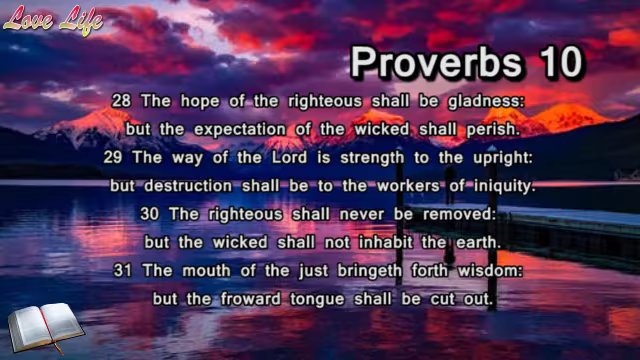 Love Life
Proverbs 10
28 The hope of the righteous shall be gladness:
but the expectation of the wicked shall perish.
29 The way of the Lord is strength to the upright:
but destruction shall be to the workers of iniquity.
30 The righteous shall never be removed:
but the wicked shall not inhabit the earth.
31 The mouth of the just bringeth forth wisdom:
but the froward tongue shall be cut out.